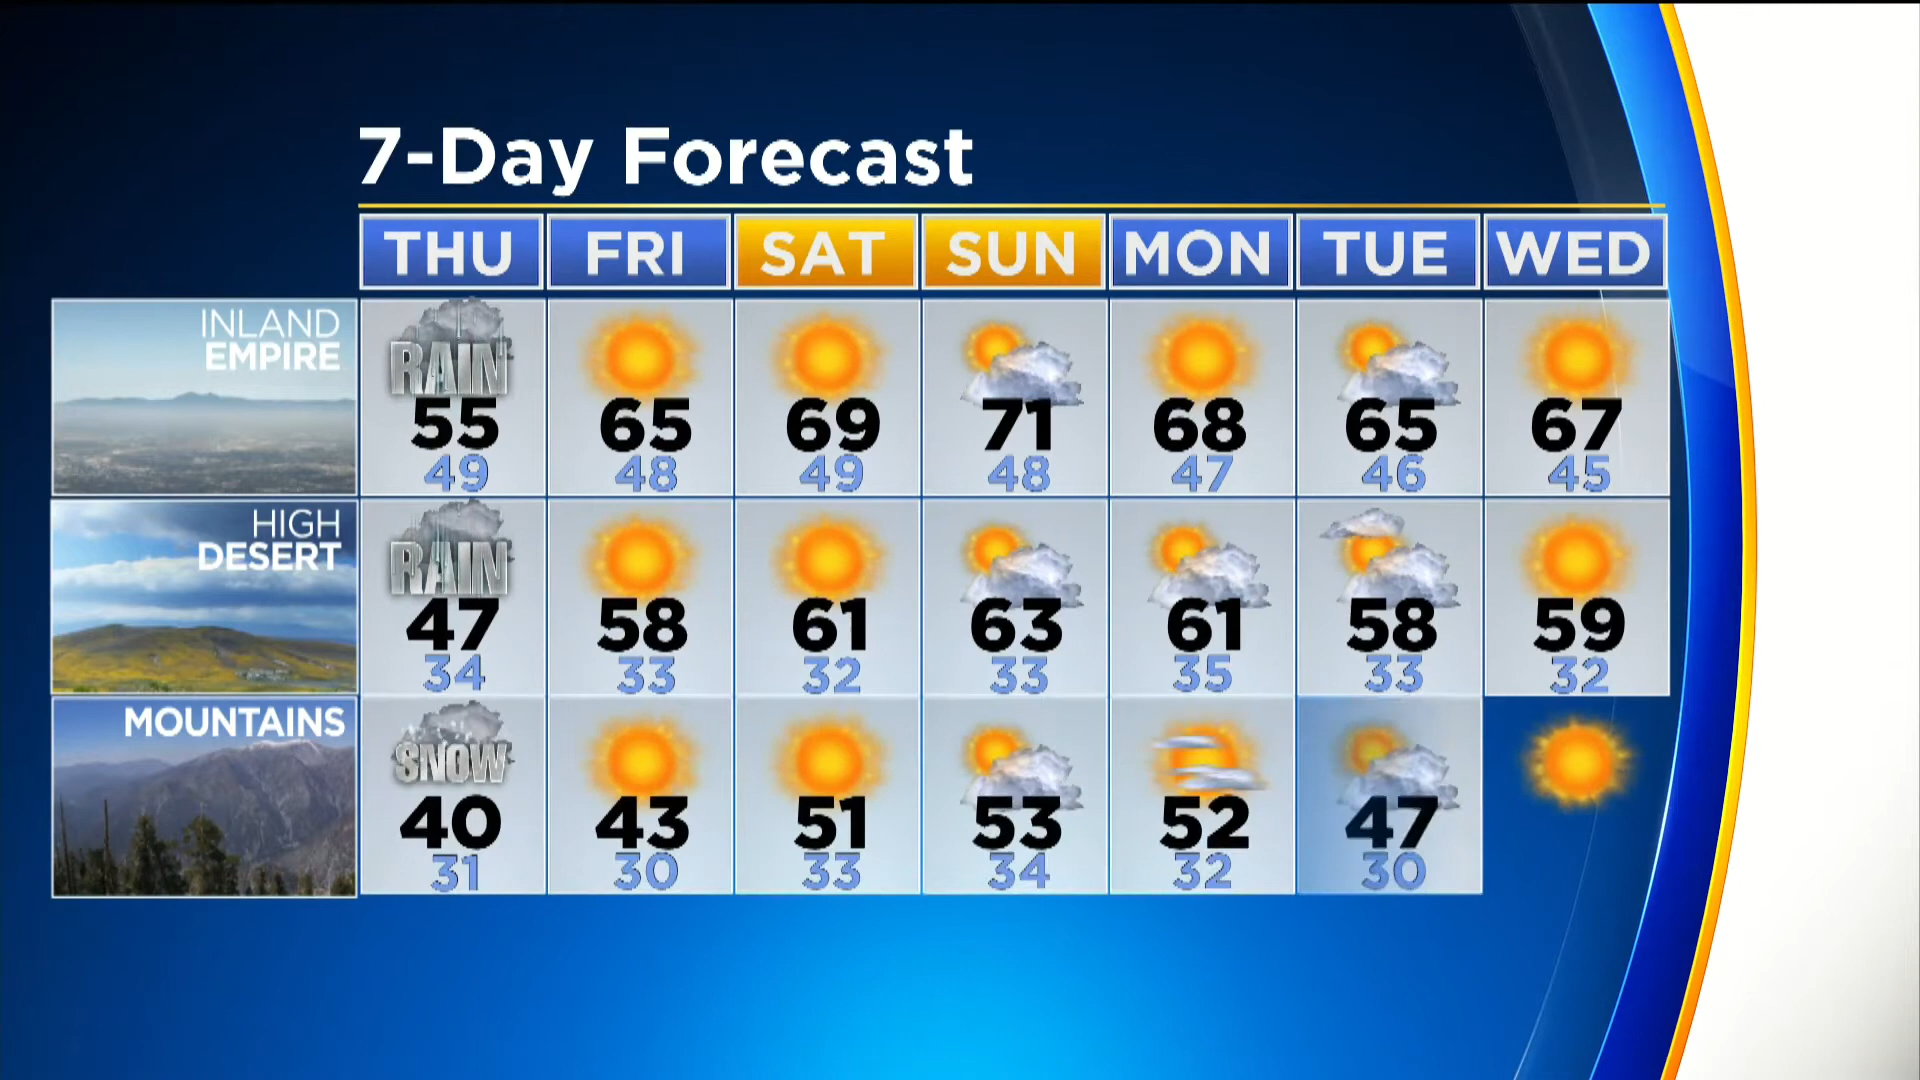 7-Day Forecast
THU FRI SAT SUN MON TUE WED
INLAND
EMPIRE
RAIN
55 65 69 71 68 65 67
49 48 49 48 47 46 45
HIGH
DESERT
RAIN
47 58 61 63 61 58 59
34 33 32 33 35 33 32
MOUNTAINS
SNOW
40 43 51 53 52 47
31 30 33 34 32 30